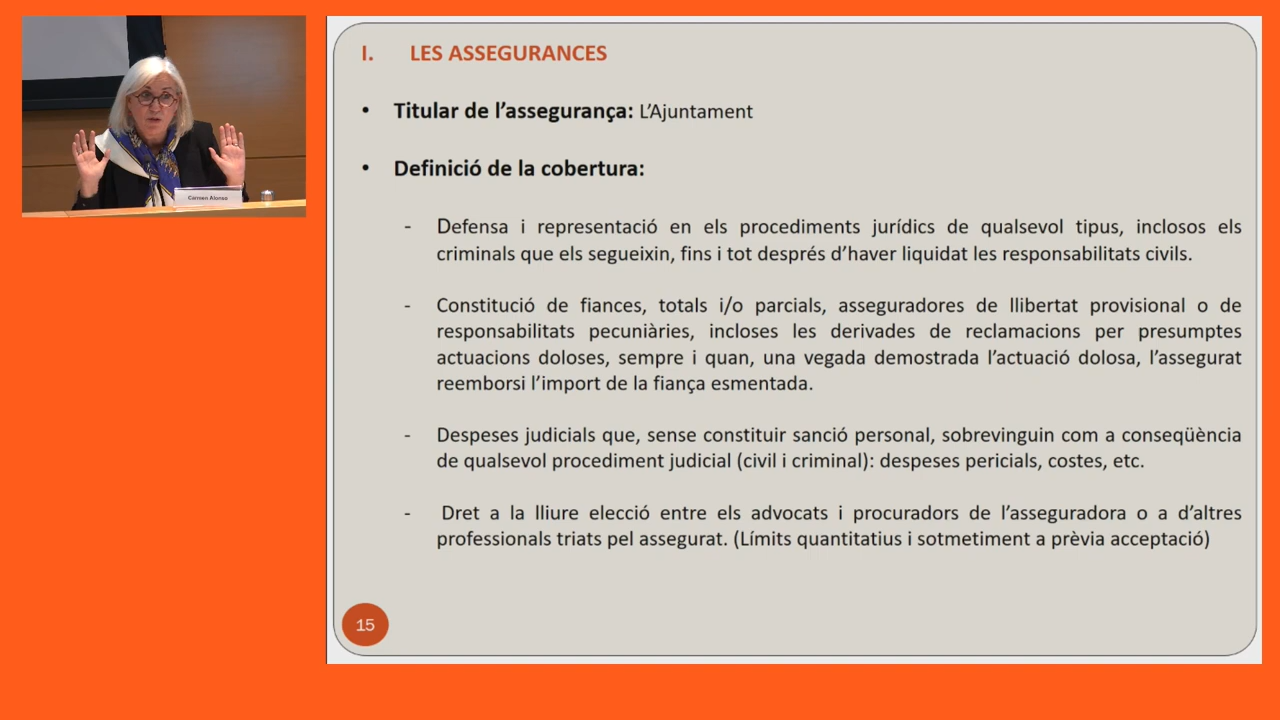 Carmen Alonso
I. LES ASSEGURANCES
• Titular de l’assegurança: L’Ajuntament
• Definició de la cobertura:
- Defensa i representació en els procediments jurídics de qualsevol tipus, inclosos els
criminals que els segueixin, fins i tot després d’haver liquidat les responsabilitats civils.
- Constitució de fiances, totals i/o parcials, asseguradores de llibertat provisional o de
responsabilitats pecuniàries, incloses les derivades de reclamacions per presumptes
actuacions doloses, sempre i quan, una vegada demostrada l’actuació dolosa, l’assegurat
reemborsi l’import de la fiança esmentada.
- Despeses judicials que, sense constituir sanció personal, sobrevinguin com a conseqüència
de qualsevol procediment judicial (civil i criminal): despeses pericials, costes, etc.
- Dret a la lliure elecció entre els advocats i procuradors de l’asseguradora o a d’altres
professionals triats pel assegurat. (Límits quantitatius i sotmetiment a prèvia acceptació)
15